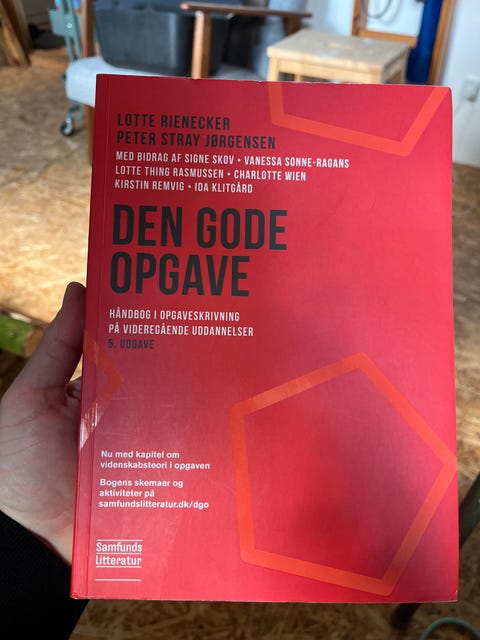 LOTTE RIENECKER
PETER STRAY JØRGENSEN
MED BIDRAG AF SIGNE SKOV • VANESSA SONNE-RAGANS
LOTTE THING RASMUSSEN • CHARLOTTE WIEN
KIRSTIN REMVIG • IDA KLITGÅRD
DEN GODE
OPGAVE
HÅNDBOG I OPGAVESKRIVNING
PÅ VIDEREGÅENDE UDDANNELSER
5. UDGAVE
Nu med kapitel om
videnskabsteori i opgaven
Bogens skemaer og
aktiviteter på
samfundslitteratur.dk/dgo
Samfunds
litteratur